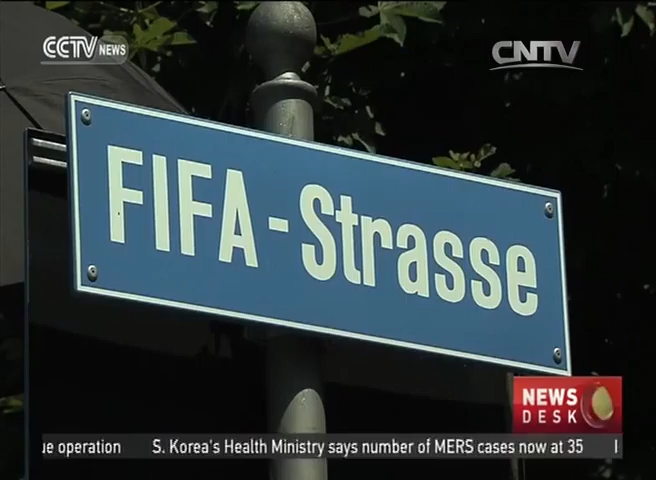 CCTV NEWS
CNTV
FIFA-Strasse
NEWS
DESK
operation S. Korea's Health Ministry says number of MERS cases now at 35